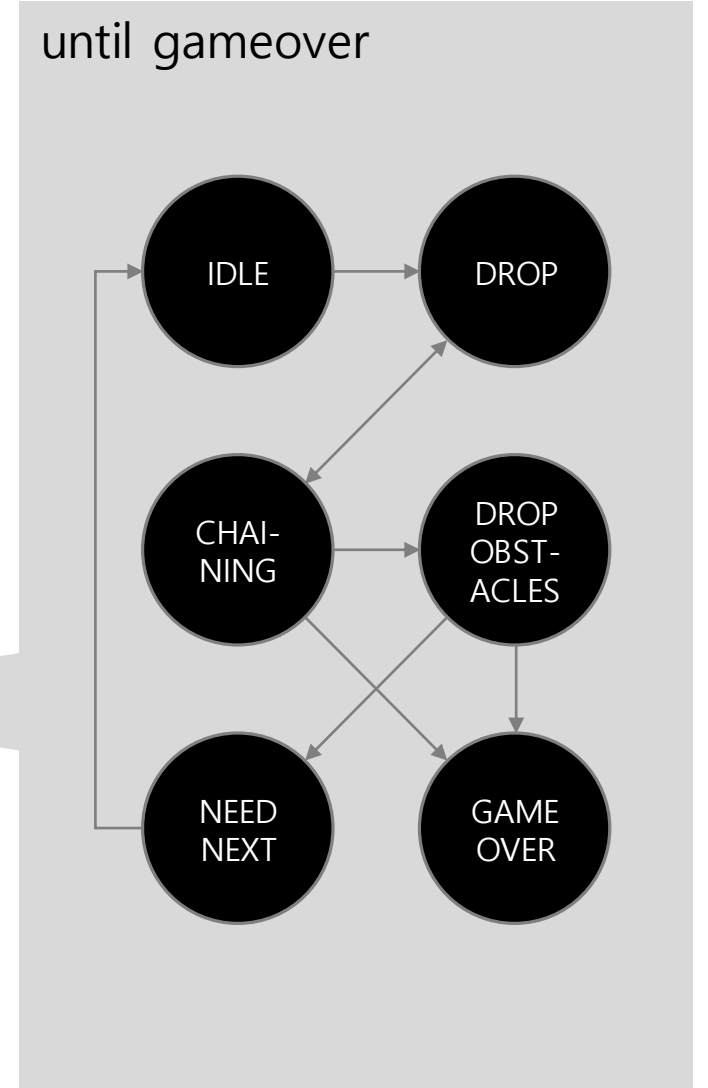 until gameover
IDLE
DROP
CHAI-
NING
DROP
OBST-
ACLES
NEED
NEXT
GAME
OVER